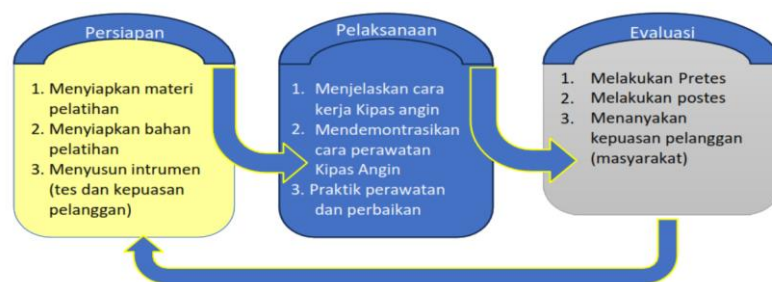 Persiapan
1. Menyiapkan materi
pelatihan
2. Menyiapkan bahan
pelatihan
3. Menyusun intrumen
(tes dan kepuasan
pelanggan)
Pelaksanaan
1. Menjelaskan cara
kerja Kipas angin
2. Mendemontrasikan
cara perawatan
Kipas Angin
3. Praktik perawatan
dan perbaikan
Evaluasi
1. Melakukan Pretes
2. Melakukan postes
3. Menanyakan
kepuasan pelanggan
(masyarakat)